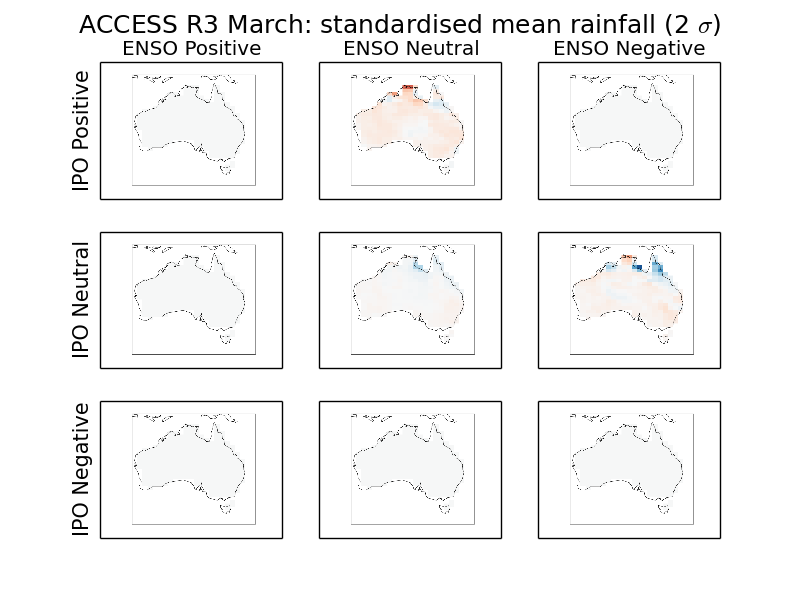 ACCESS R3 March: standardised mean rainfall (2 σ)
ENSO Positive ENSO Neutral ENSO Negative
IPO Positive
IPO Neutral
IPO Negative